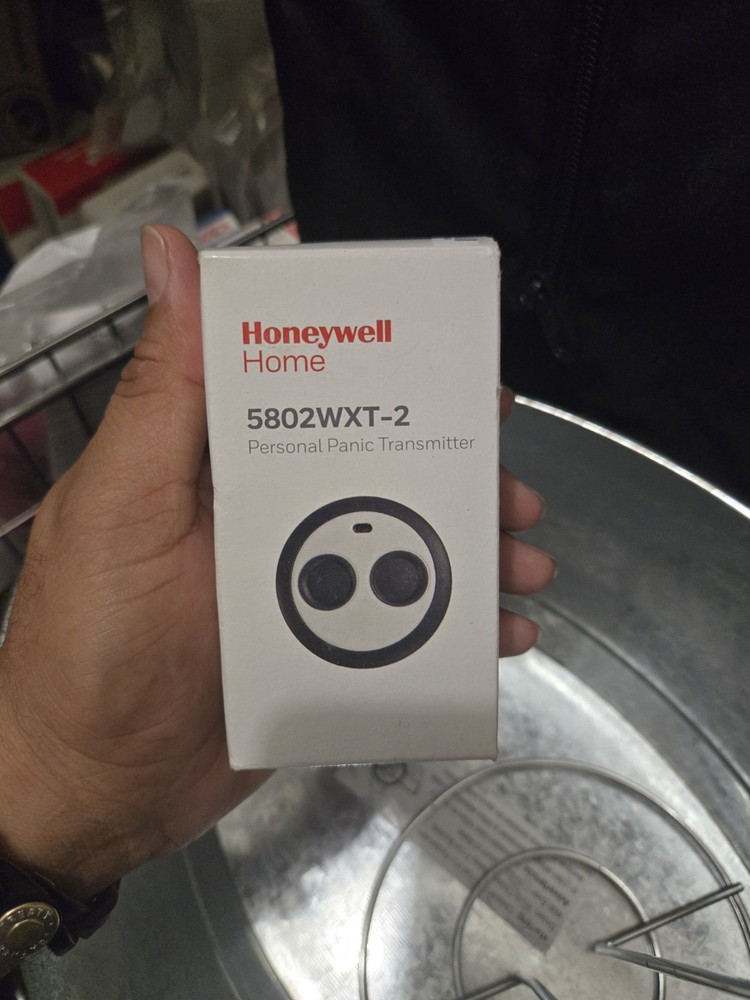 Honeywell
Home
5802WXT-2
Personal Panic Transmitter